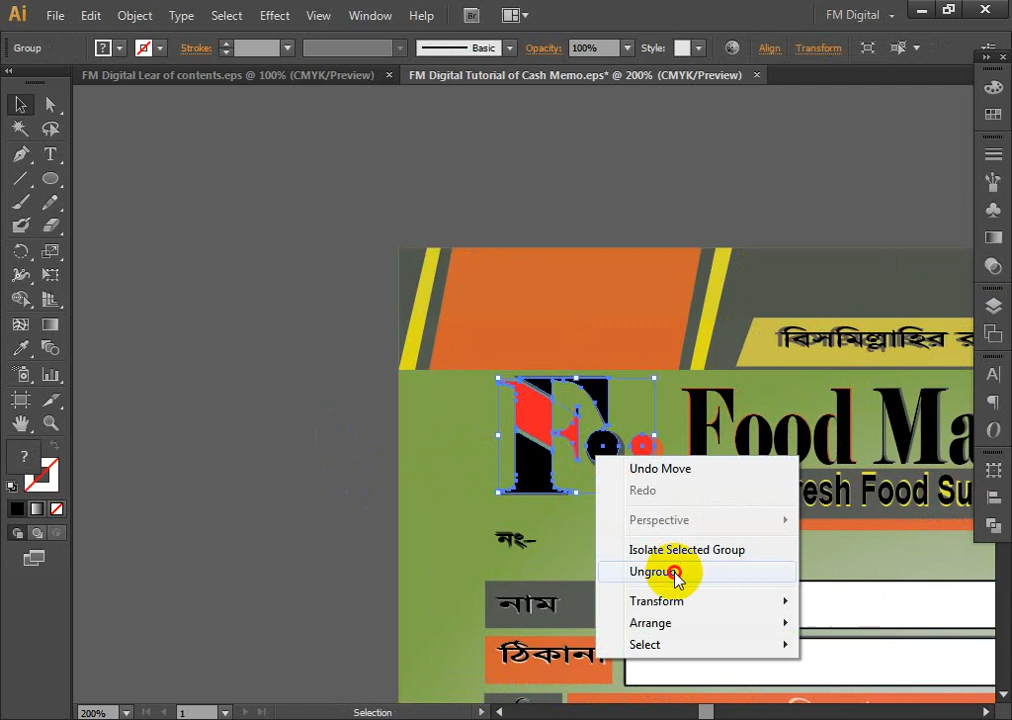 Ai File Edit Object Type Select Effect View Window Help Br FM Digital
Group Stroke: Basic Opacity: 100% Style: Align Transform
FM Digital Lear of contents.eps @ 100% (CMYK/Preview) × FM Digital Tutorial of Cash Memo.eps* @ 200% (CMYK/Preview) ×
বিসমিল্লাহির
F.
Food Ma
resh Food Su
নং–
নাম
ঠিকানা
Undo Move
Redo
Perspective
Isolate Selected Group
Ungroup
Transform
Arrange
Select
200% 1 Selection